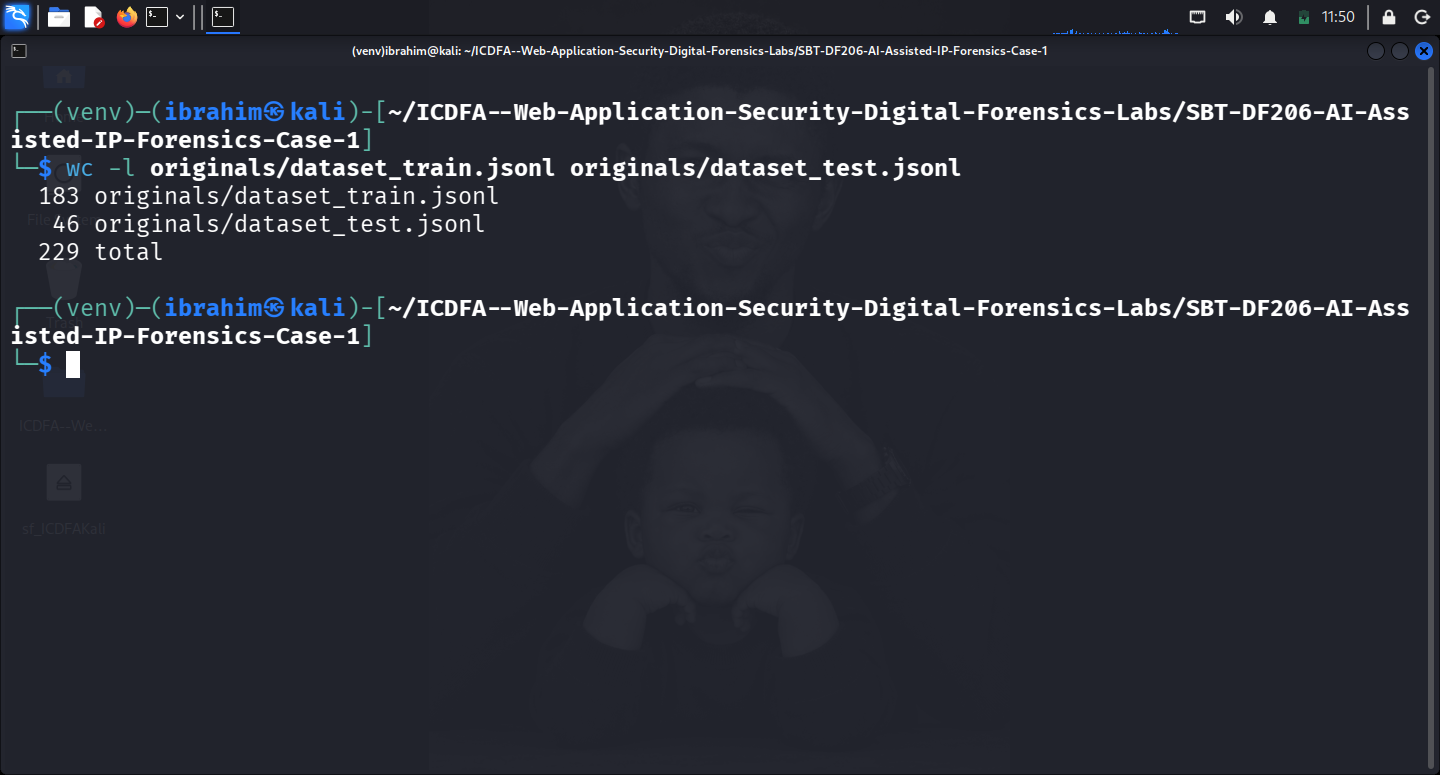 11:50
(venv)ibrahim@kali: ~/ICDFA--Web-Application-Security-Digital-Forensics-Labs/SBT-DF206-AI-Assisted-IP-Forensics-Case-1
┌──(venv)─(ibrahim㉿kali)-[~/ICDFA--Web-Application-Security-Digital-Forensics-Labs/SBT-DF206-AI-Ass
isted-IP-Forensics-Case-1]
└─$ wc -l originals/dataset_train.jsonl originals/dataset_test.jsonl
183 originals/dataset_train.jsonl
46 originals/dataset_test.jsonl
229 total
┌──(venv)─(ibrahim㉿kali)-[~/ICDFA--Web-Application-Security-Digital-Forensics-Labs/SBT-DF206-AI-Ass
isted-IP-Forensics-Case-1]
└─$
ICDFA--We...
sf_ICDFAKali